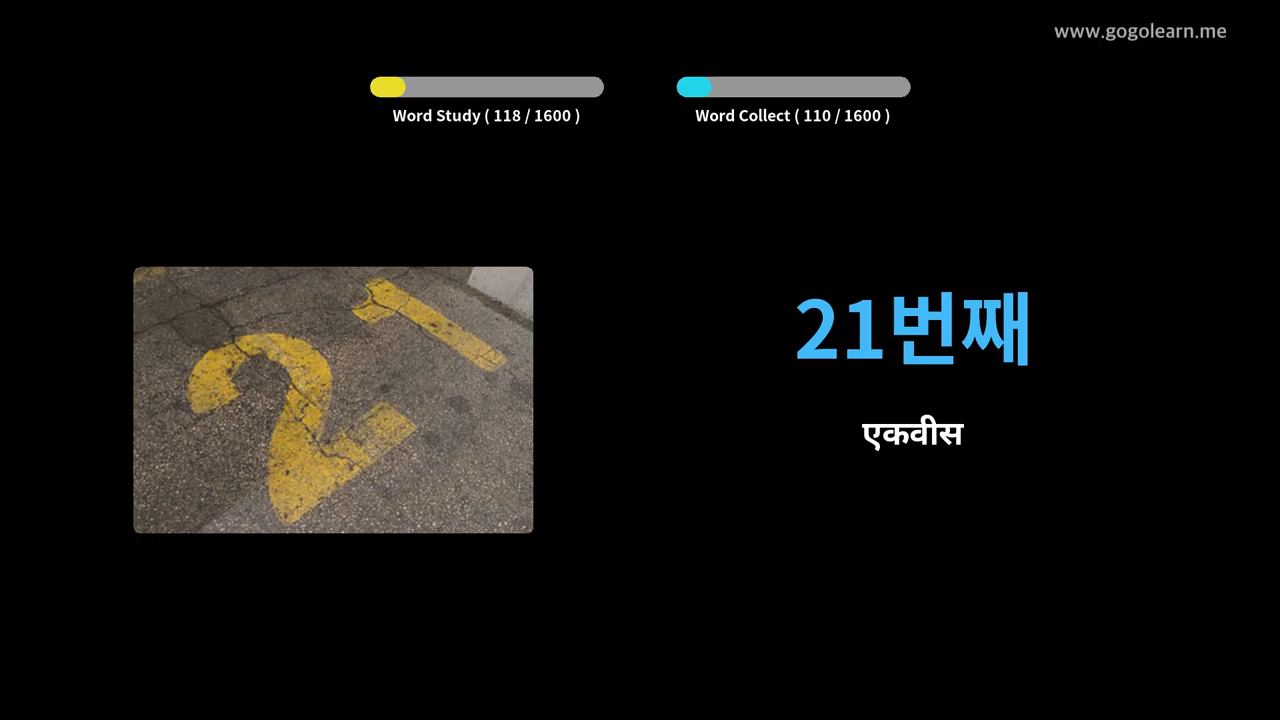 www.gogolearn.me
Word Study ( 118 / 1600 )
Word Collect ( 110 / 1600 )
21
21번째
एकवीस